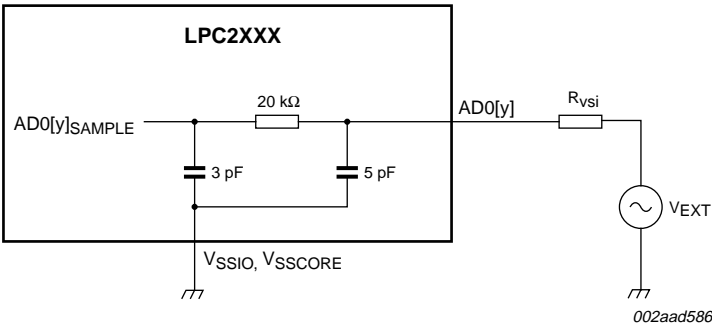 LPC2XXX
20 kΩ
AD0[y]
Rvsi
AD0[y]SAMPLE
3 pF
5 pF
VEXT
VSSIO, VSSCORE
002aad586